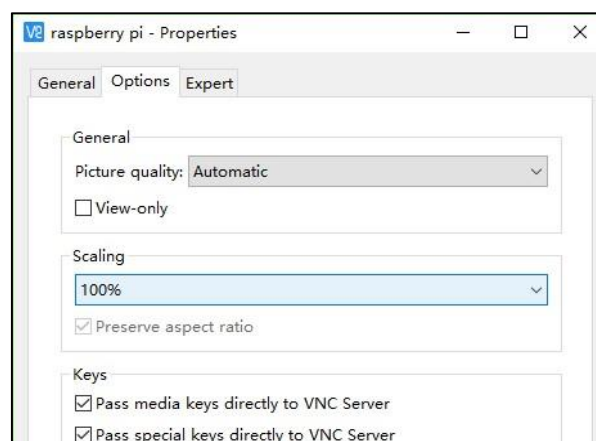 V2 raspberry pi - Properties
General Options Expert
General
Picture quality: Automatic
View-only
Scaling
100%
Preserve aspect ratio
Keys
Pass media keys directly to VNC Server
Pass special keys directly to VNC Server